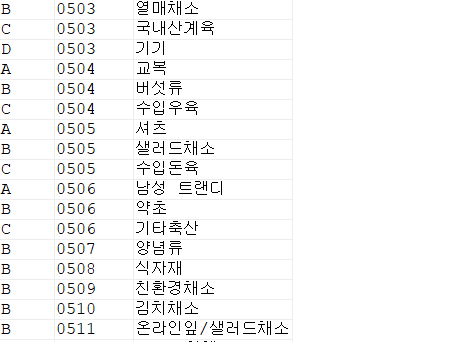 B 0503 열매채소
C 0503 국내산계육
D 0503 기기
A 0504 교복
B 0504 버섯류
C 0504 수입우육
A 0505 셔츠
B 0505 샐러드채소
C 0505 수입돈육
A 0506 남성 트랜디
B 0506 약초
C 0506 기타축산
B 0507 양념류
B 0508 식자재
B 0509 친환경채소
B 0510 김치채소
B 0511 온라인잎/샐러드채소